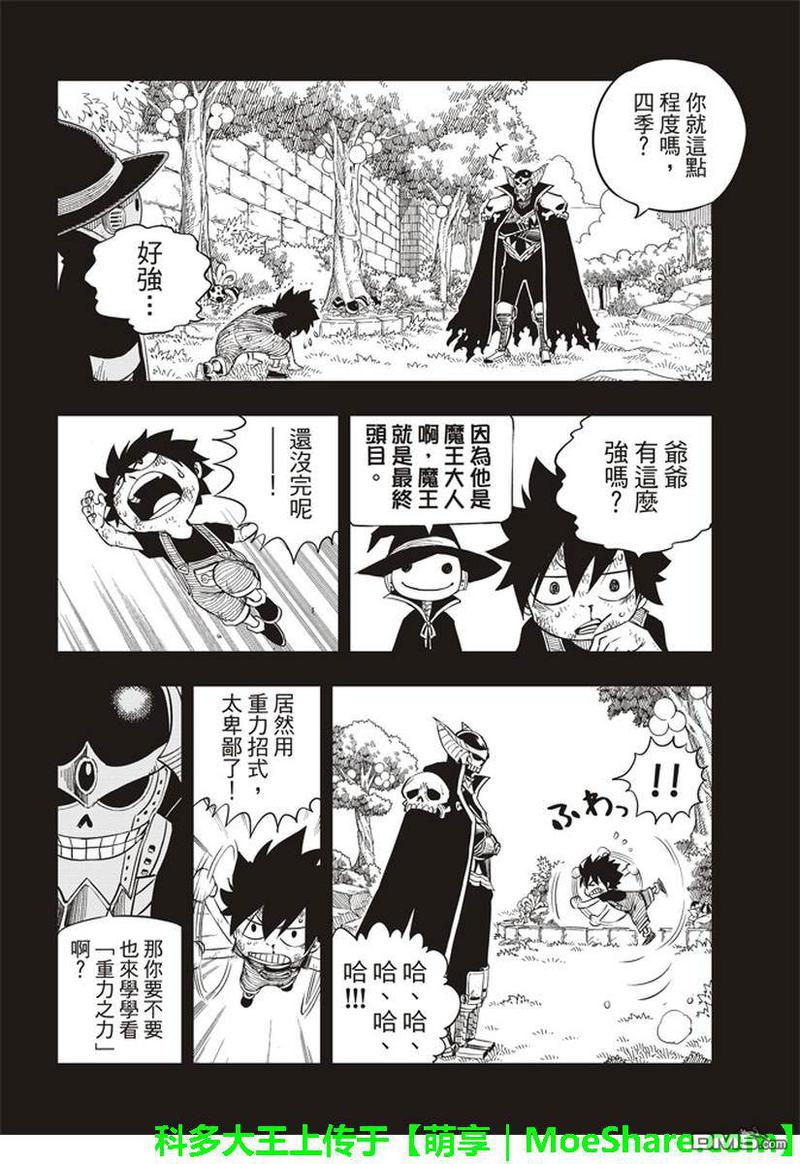 你就這點
程度嗎，
四季？
好強…
爺爺
有這麼
強嗎？
因為他是
魔王大人
啊，魔王
就是最終
頭目。
還沒完呢
——！
！！
ふわっ
哈、哈、
哈、哈、
哈!!!
居然用
重力招式，
太卑鄙了！
那你要不要
也來學學看
「重力之力」
啊？
科多大王上传于【萌享｜MoeShare